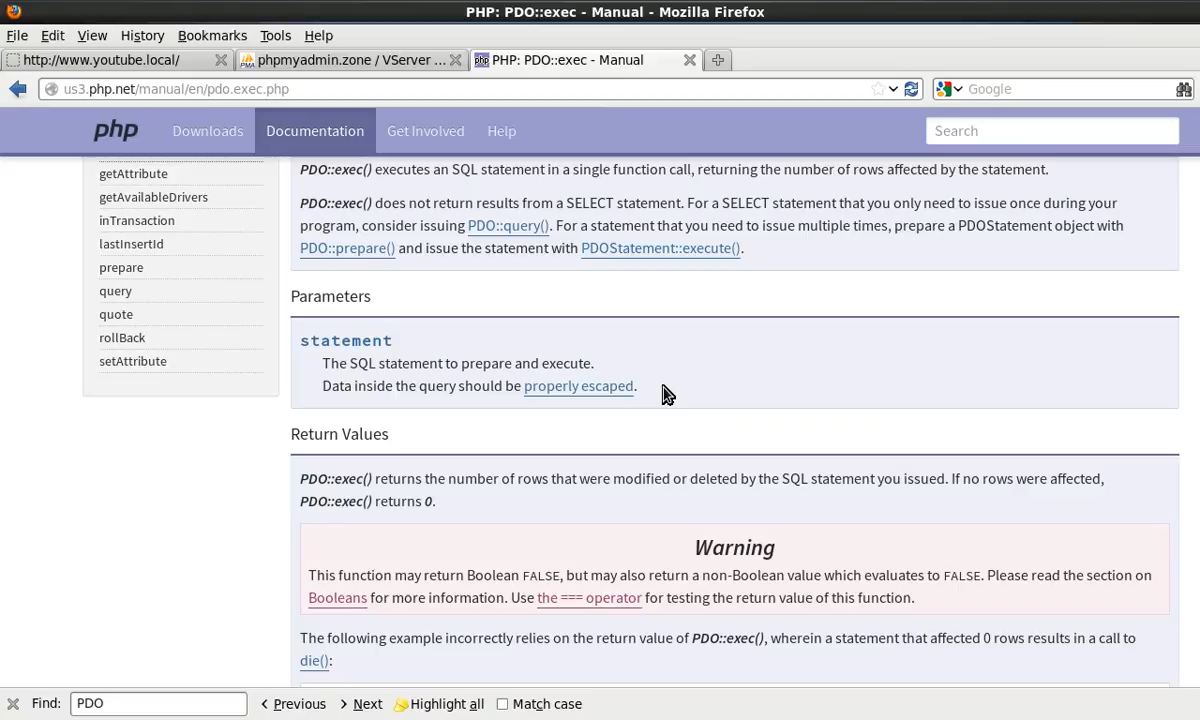 PHP: PDO::exec - Manual - Mozilla Firefox
File Edit View History Bookmarks Tools Help
http://www.youtube.local/ phpmyadmin.zone / VServer ... php PHP: PDO::exec - Manual
us3.php.net/manual/en/pdo.exec.php Google
php Downloads Documentation Get Involved Help Search
getAttribute
getAvailableDrivers
inTransaction
lastInsertId
prepare
query
quote
rollBack
setAttribute
PDO::exec() executes an SQL statement in a single function call, returning the number of rows affected by the statement.
PDO::exec() does not return results from a SELECT statement. For a SELECT statement that you only need to issue once during your
program, consider issuing PDO::query(). For a statement that you need to issue multiple times, prepare a PDOStatement object with
PDO::prepare() and issue the statement with PDOStatement::execute().
Parameters
statement
The SQL statement to prepare and execute.
Data inside the query should be properly escaped.
Return Values
PDO::exec() returns the number of rows that were modified or deleted by the SQL statement you issued. If no rows were affected,
PDO::exec() returns 0.
Warning
This function may return Boolean FALSE, but may also return a non-Boolean value which evaluates to FALSE. Please read the section on
Booleans for more information. Use the === operator for testing the return value of this function.
The following example incorrectly relies on the return value of PDO::exec(), wherein a statement that affected 0 rows results in a call to
die():
Find: PDO Previous Next Highlight all Match case